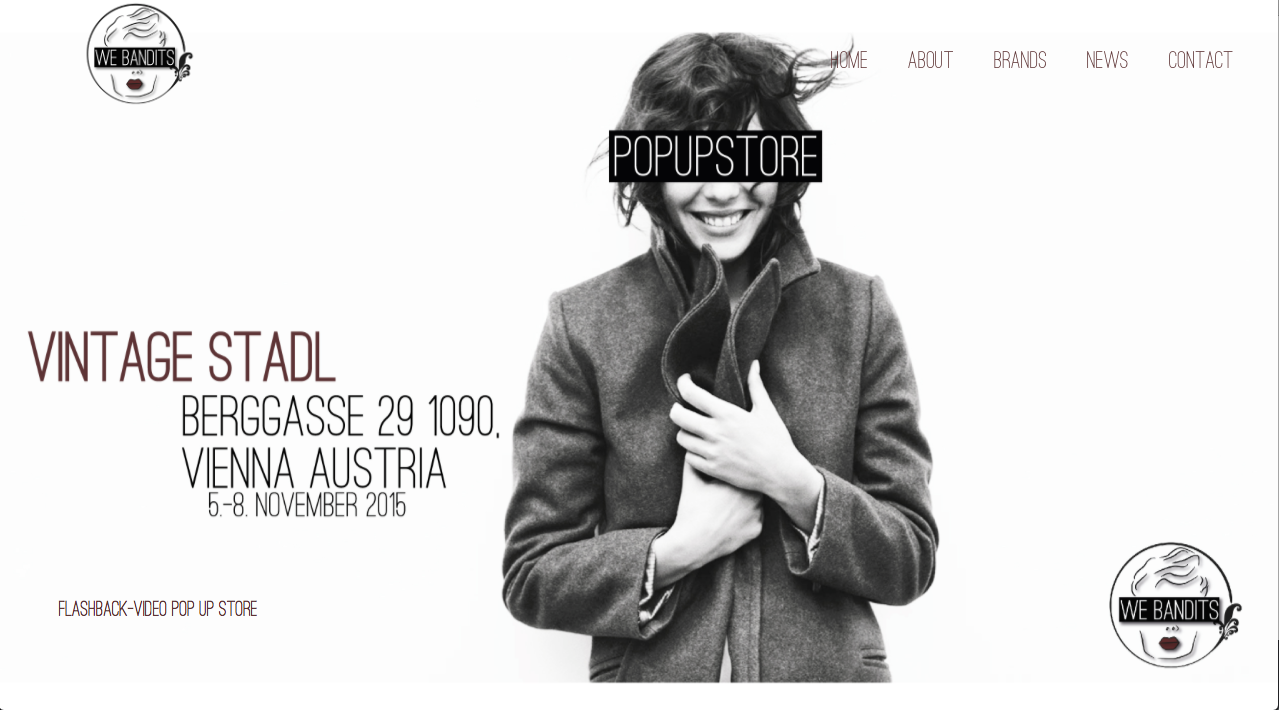 WE BANDITS
HOME ABOUT BRANDS NEWS CONTACT
POPUPSTORE
VINTAGE STADL
BERGGASSE 29 1090,
VIENNA AUSTRIA
5.-8. NOVEMBER 2015
FLASHBACK-VIDEO POP UP STORE
WE BANDITS